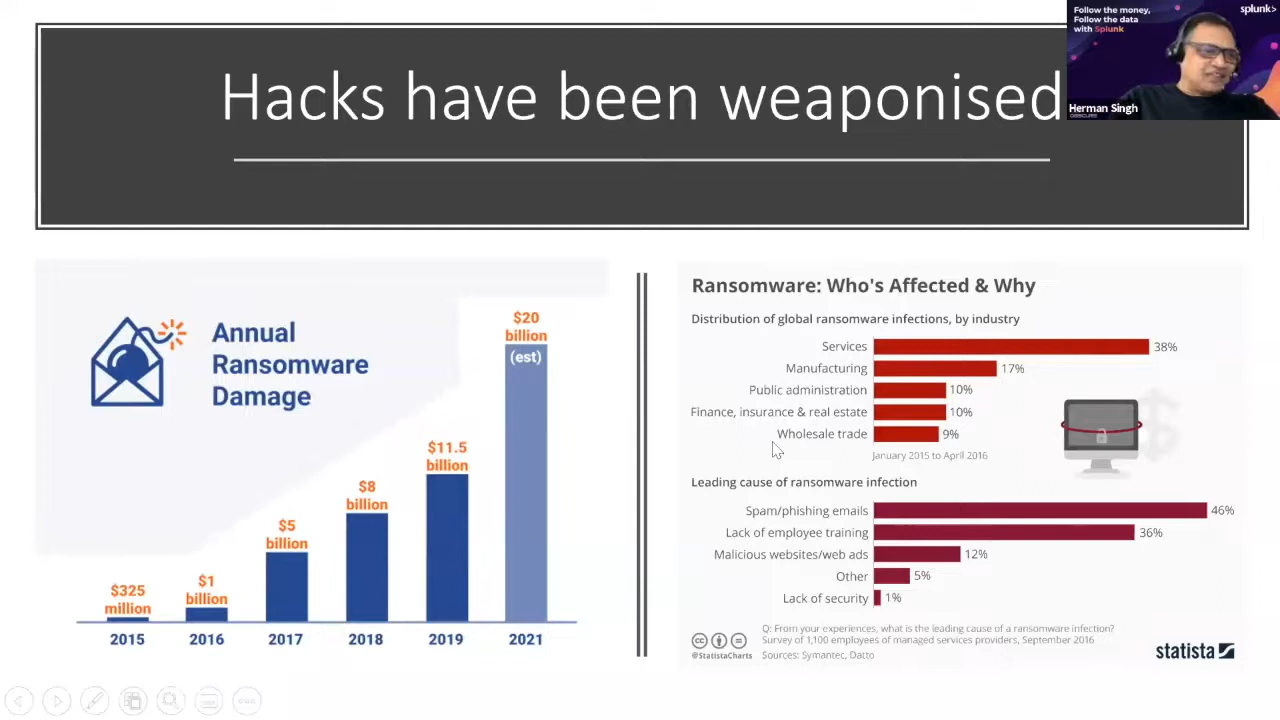 Hacks have been weaponised
Follow the money,
Follow the data
with Splunk
splunk>
Herman Singh
Annual
Ransomware
Damage
$325
million
$1
billion
$5
billion
$8
billion
$11.5
billion
$20
billion
(est)
2015 2016 2017 2018 2019 2021
Ransomware: Who's Affected & Why
Distribution of global ransomware infections, by industry
Services 38%
Manufacturing 17%
Public administration 10%
Finance, insurance & real estate 10%
Wholesale trade 9%
January 2015 to April 2016
Leading cause of ransomware infection
Spam/phishing emails 46%
Lack of employee training 36%
Malicious websites/web ads 12%
Other 5%
Lack of security 1%
Q: From your experiences, what is the leading cause of a ransomware infection?
Survey of 1,100 employees of managed services providers, September 2016
@StatistaCharts Sources: Symantec, Datto
statista